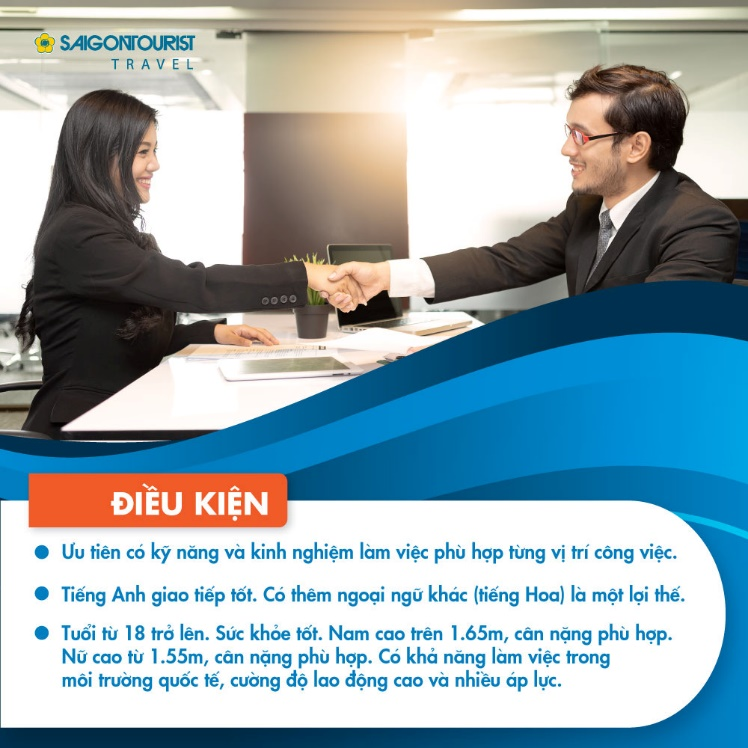 SAIGONTOURIST
TRAVEL
ĐIỀU KIỆN
Ưu tiên có kỹ năng và kinh nghiệm làm việc phù hợp từng vị trí công việc.
Tiếng Anh giao tiếp tốt. Có thêm ngoại ngữ khác (tiếng Hoa) là một lợi thế.
Tuổi từ 18 trở lên. Sức khỏe tốt. Nam cao trên 1.65m, cân nặng phù hợp.
Nữ cao từ 1.55m, cân nặng phù hợp. Có khả năng làm việc trong
môi trường quốc tế, cường độ lao động cao và nhiều áp lực.